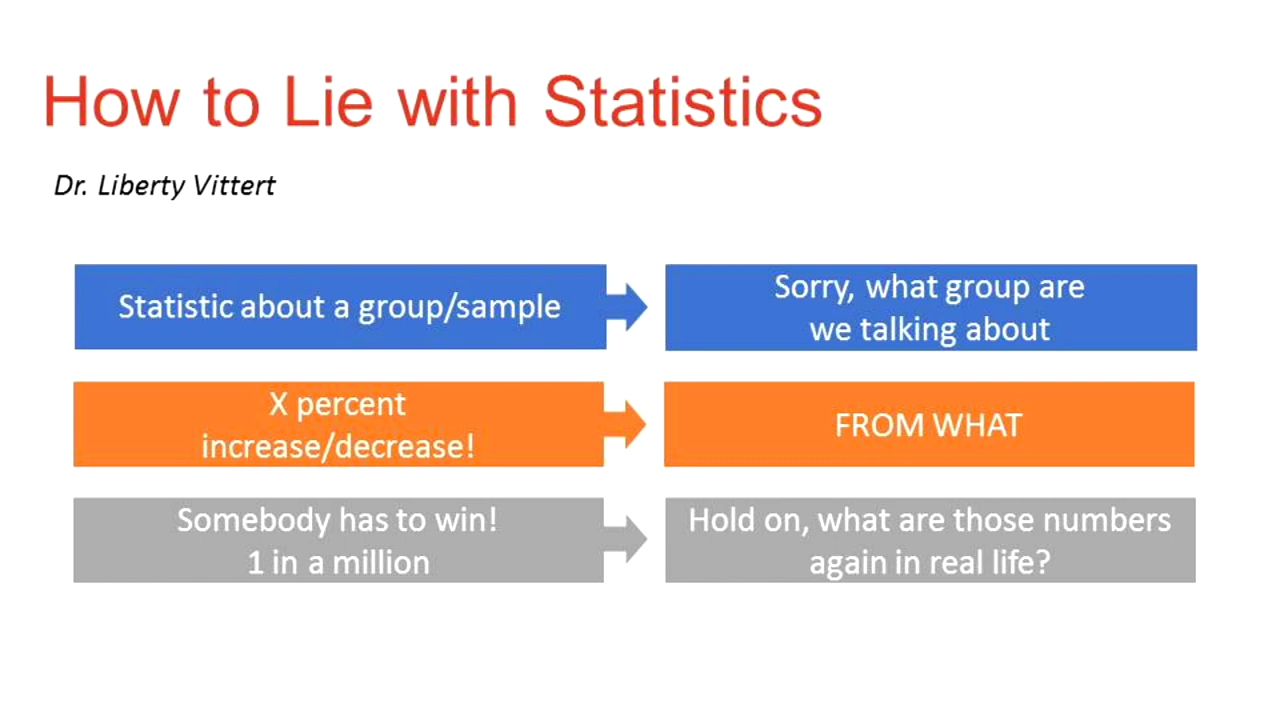 How to Lie with Statistics
Dr. Liberty Vittert
Statistic about a group/sample
Sorry, what group are
we talking about
X percent
increase/decrease!
FROM WHAT
Somebody has to win!
1 in a million
Hold on, what are those numbers
again in real life?